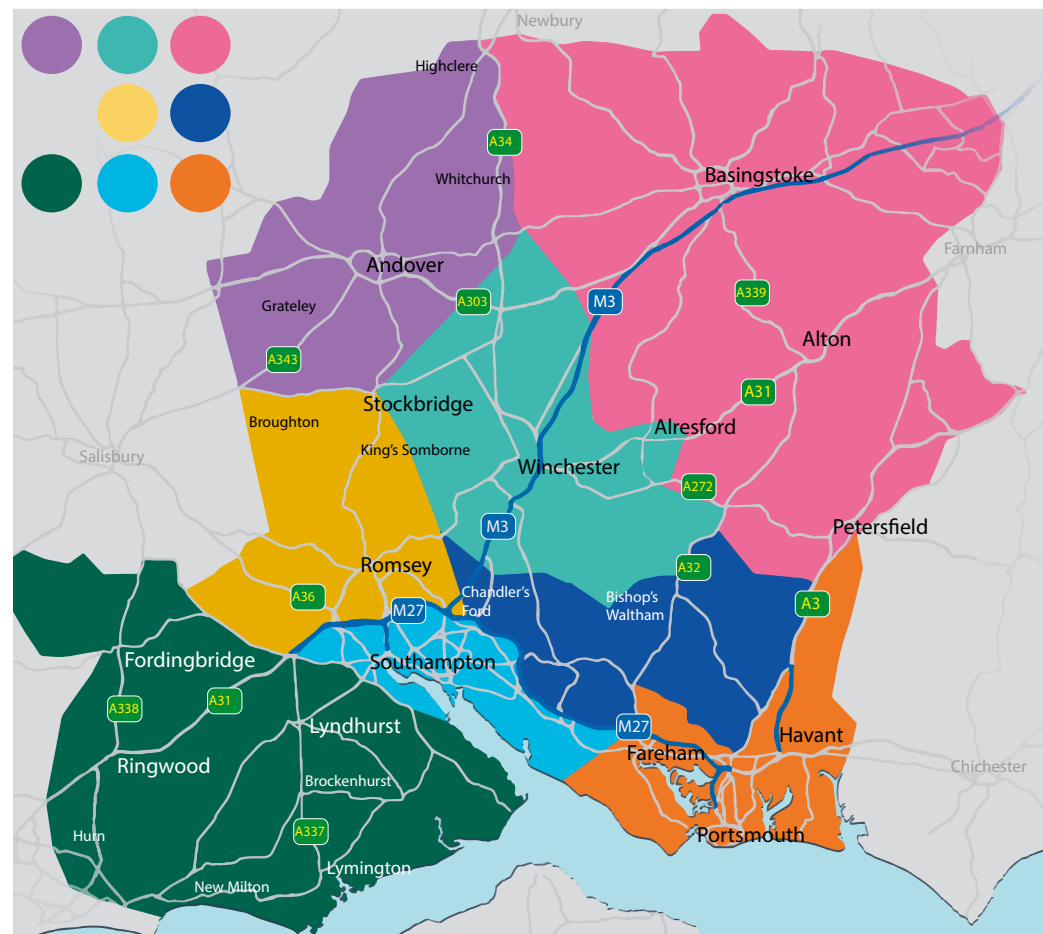 Newbury
Highclere
A34
Whitchurch
Basingstoke
Andover
Farnham
Grateley
A303
M3
A339
Alton
A343
A31
Stockbridge
Broughton
Alresford
King's Somborne
Salisbury
Winchester
A272
M3
Petersfield
Romsey
A32
A36
Chandler's
Ford
Bishop's
Waltham
A3
M27
Fordingbridge
Southampton
A338
A31
Lyndhurst
M27
Havant
Fareham
Ringwood
Chichester
Brockenhurst
Hurn
A337
Portsmouth
Lymington
New Milton